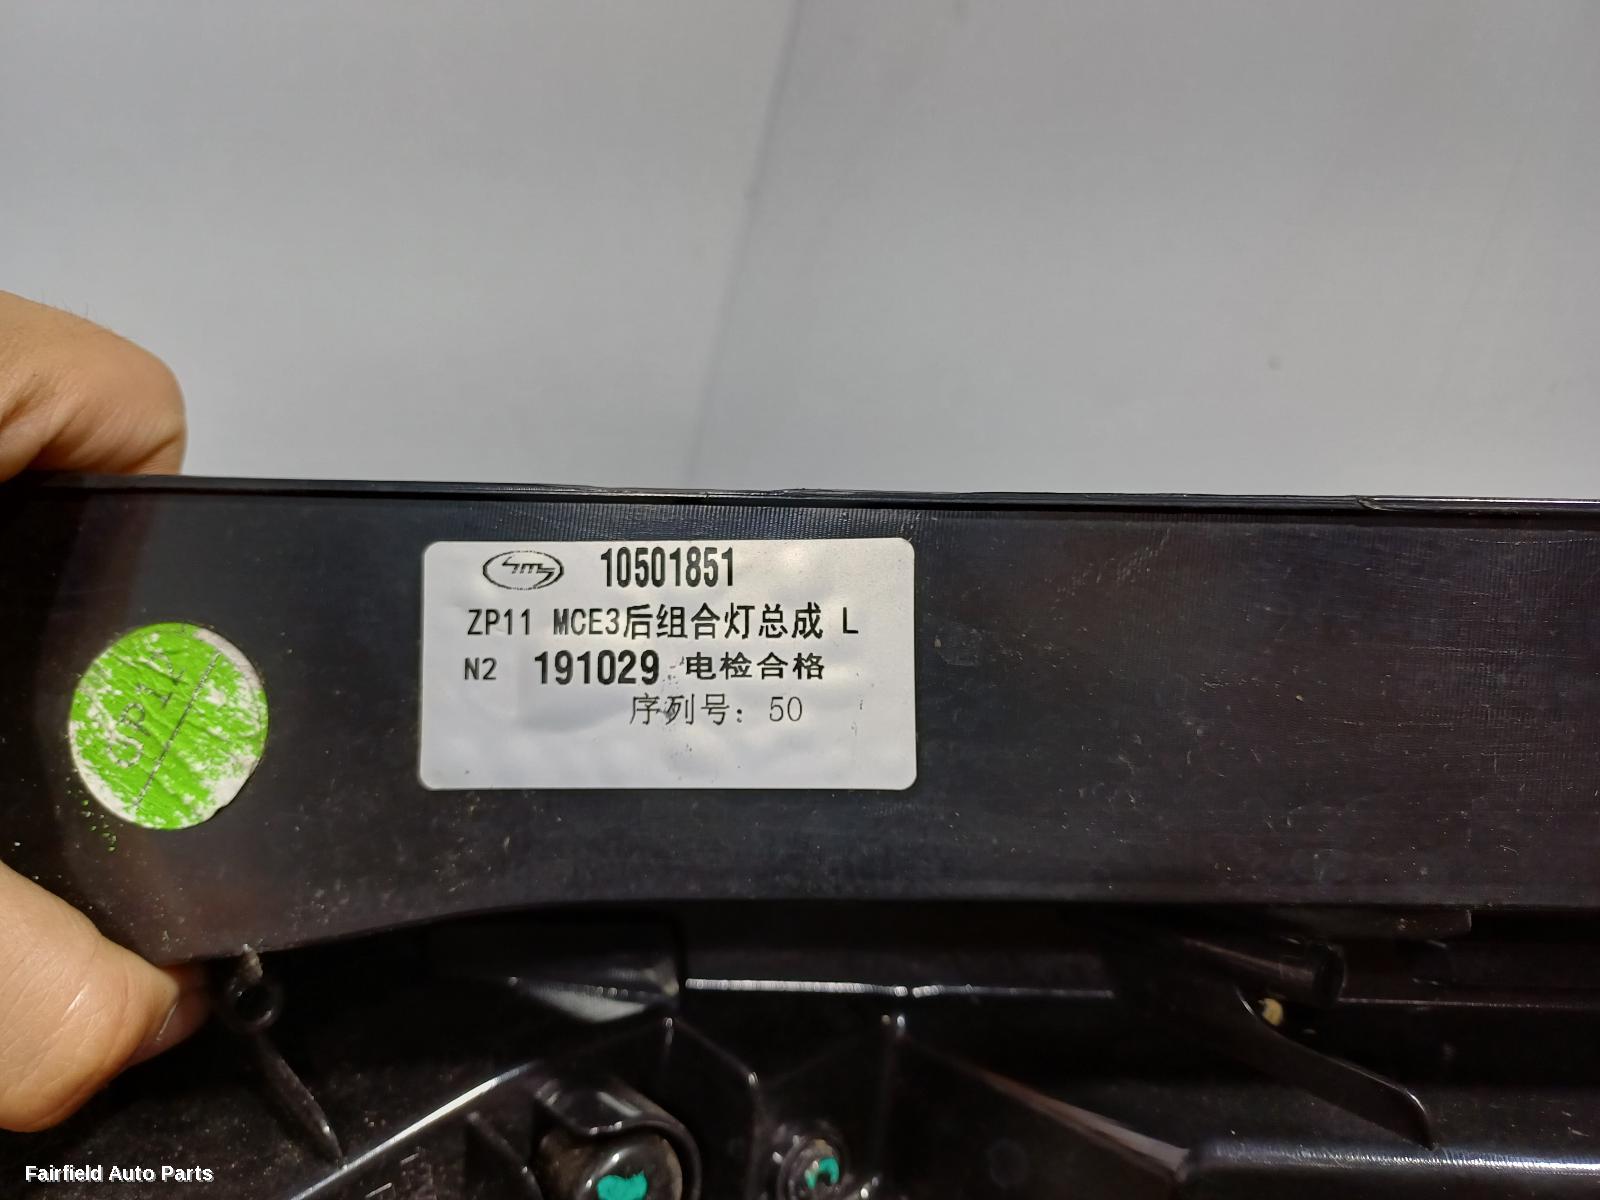 sms 10501851
ZP11 MCE3后组合灯总成 L
N2 191029 电检合格
序列号：50
Fairfield Auto Parts